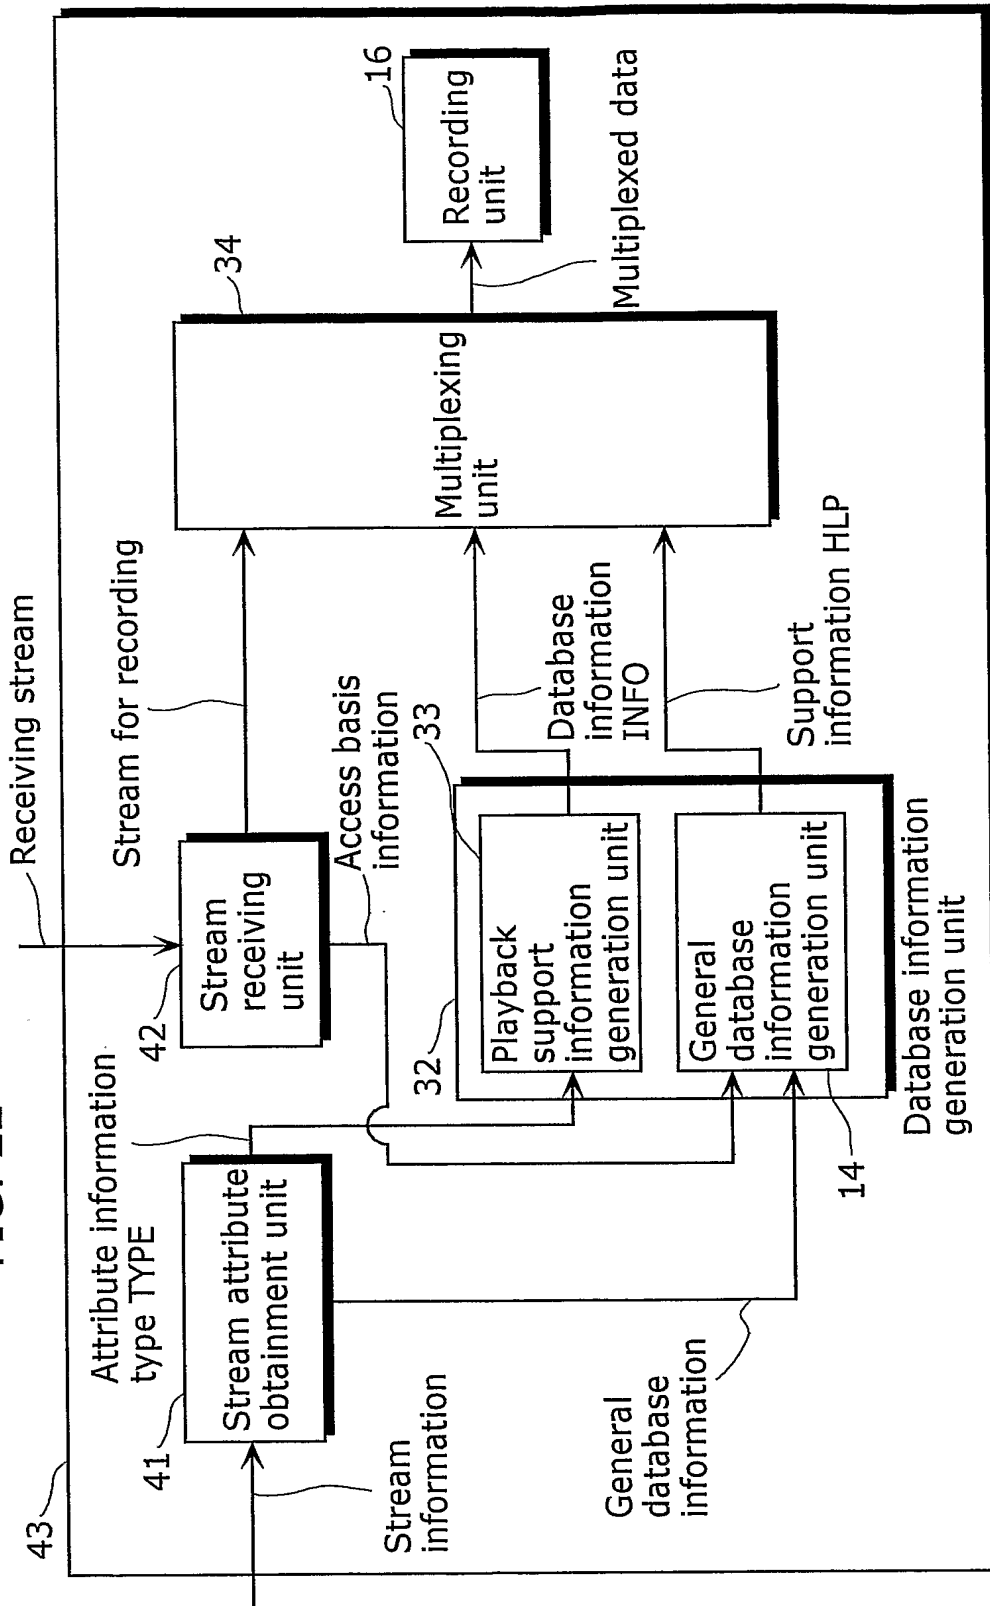 43
Receiving stream
Stream for recording
42
Stream
receiving
unit
Attribute information
type TYPE
41
Stream attribute
obtainment unit
Stream
information
Access basis
information
34
Multiplexing
unit
16
Recording
unit
Multiplexed data
32
33
Playback
support
information
generation unit
Database
information
INFO
General
database
information
generation unit
14
Support
information HLP
General
database
information
Database information
generation unit